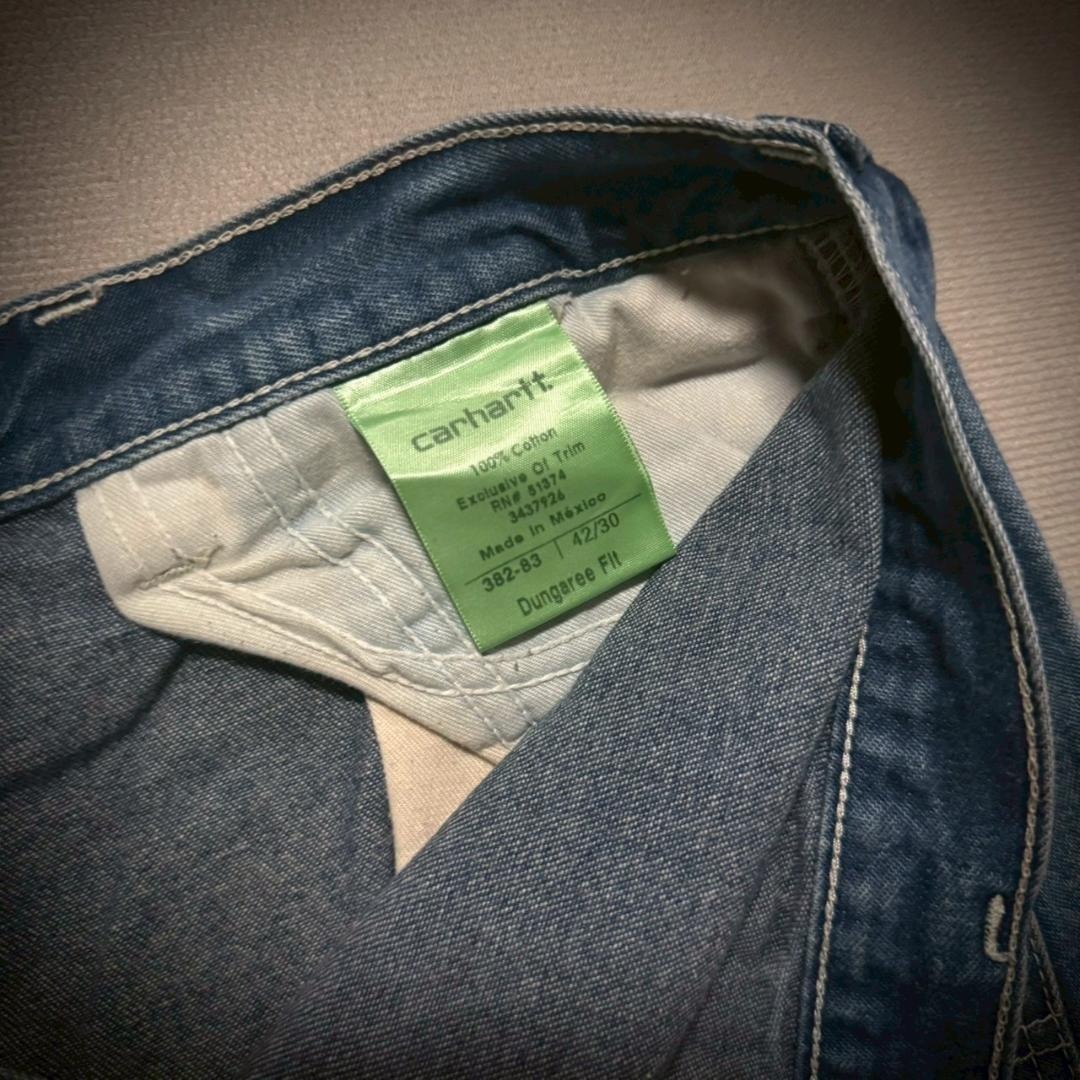 carhartt
100% Cotton
Exclusive Of Trim
RN# 51374
3437926
Made in México
382-83 | 42/30
Dungaree Fit